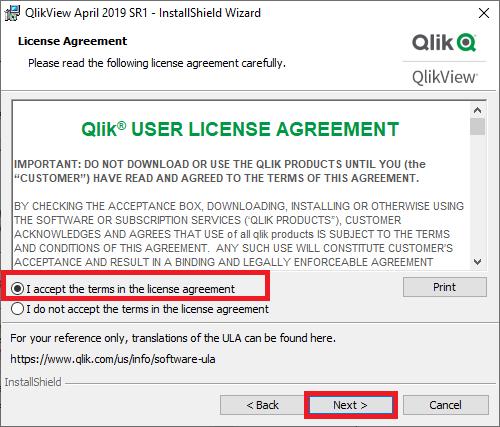 QlikView April 2019 SR1 - InstallShield Wizard
License Agreement
Please read the following license agreement carefully.
Qlik
QlikView
Qlik® USER LICENSE AGREEMENT
IMPORTANT: DO NOT DOWNLOAD OR USE THE QLIK PRODUCTS UNTIL YOU (the
“CUSTOMER”) HAVE READ AND AGREED TO THE TERMS OF THIS AGREEMENT.
BY CHECKING THE ACCEPTANCE BOX, DOWNLOADING, INSTALLING OR OTHERWISE USING
THE SOFTWARE OR SUBSCRIPTION SERVICES (“QLIK PRODUCTS”), CUSTOMER
ACKNOWLEDGES AND AGREES THAT USE of all qlik products IS SUBJECT TO THE TERMS
AND CONDITIONS OF THIS AGREEMENT.  ANY SUCH USE WILL CONSTITUTE CUSTOMER'S
ACCEPTANCE AND RESULT IN A BINDING AND LEGALLY ENFORCEABLE AGREEMENT
I accept the terms in the license agreement
Print
I do not accept the terms in the license agreement
For your reference only, translations of the ULA can be found here.
https://www.qlik.com/us/info/software-ula
InstallShield
< Back
Next >
Cancel